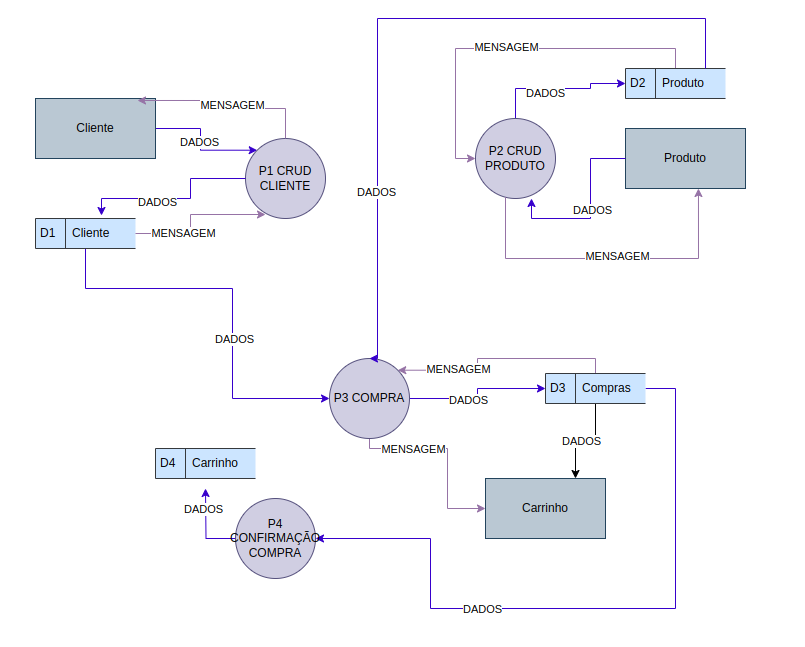 MENSAGEM
D2 Produto
DADOS
Cliente
MENSAGEM
DADOS
P1 CRUD
CLIENTE
P2 CRUD
PRODUTO
Produto
DADOS
DADOS
DADOS
D1 Cliente
MENSAGEM
MENSAGEM
DADOS
MENSAGEM
P3 COMPRA
DADOS
D3 Compras
DADOS
MENSAGEM
D4 Carrinho
DADOS
Carrinho
P4
CONFIRMAÇÃO
COMPRA
DADOS